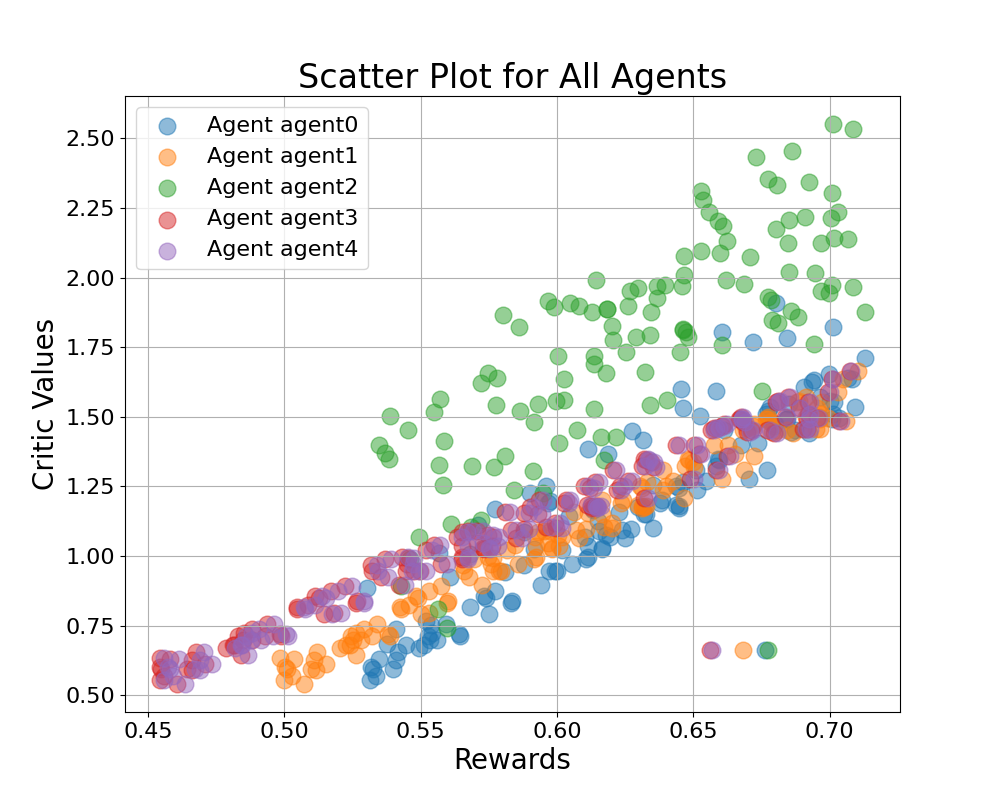 Scatter Plot for All Agents
Agent agent0
Agent agent1
Agent agent2
Agent agent3
Agent agent4
Critic Values
2.50
2.25
2.00
1.75
1.50
1.25
1.00
0.75
0.50
0.45 0.50 0.55 0.60 0.65 0.70
Rewards